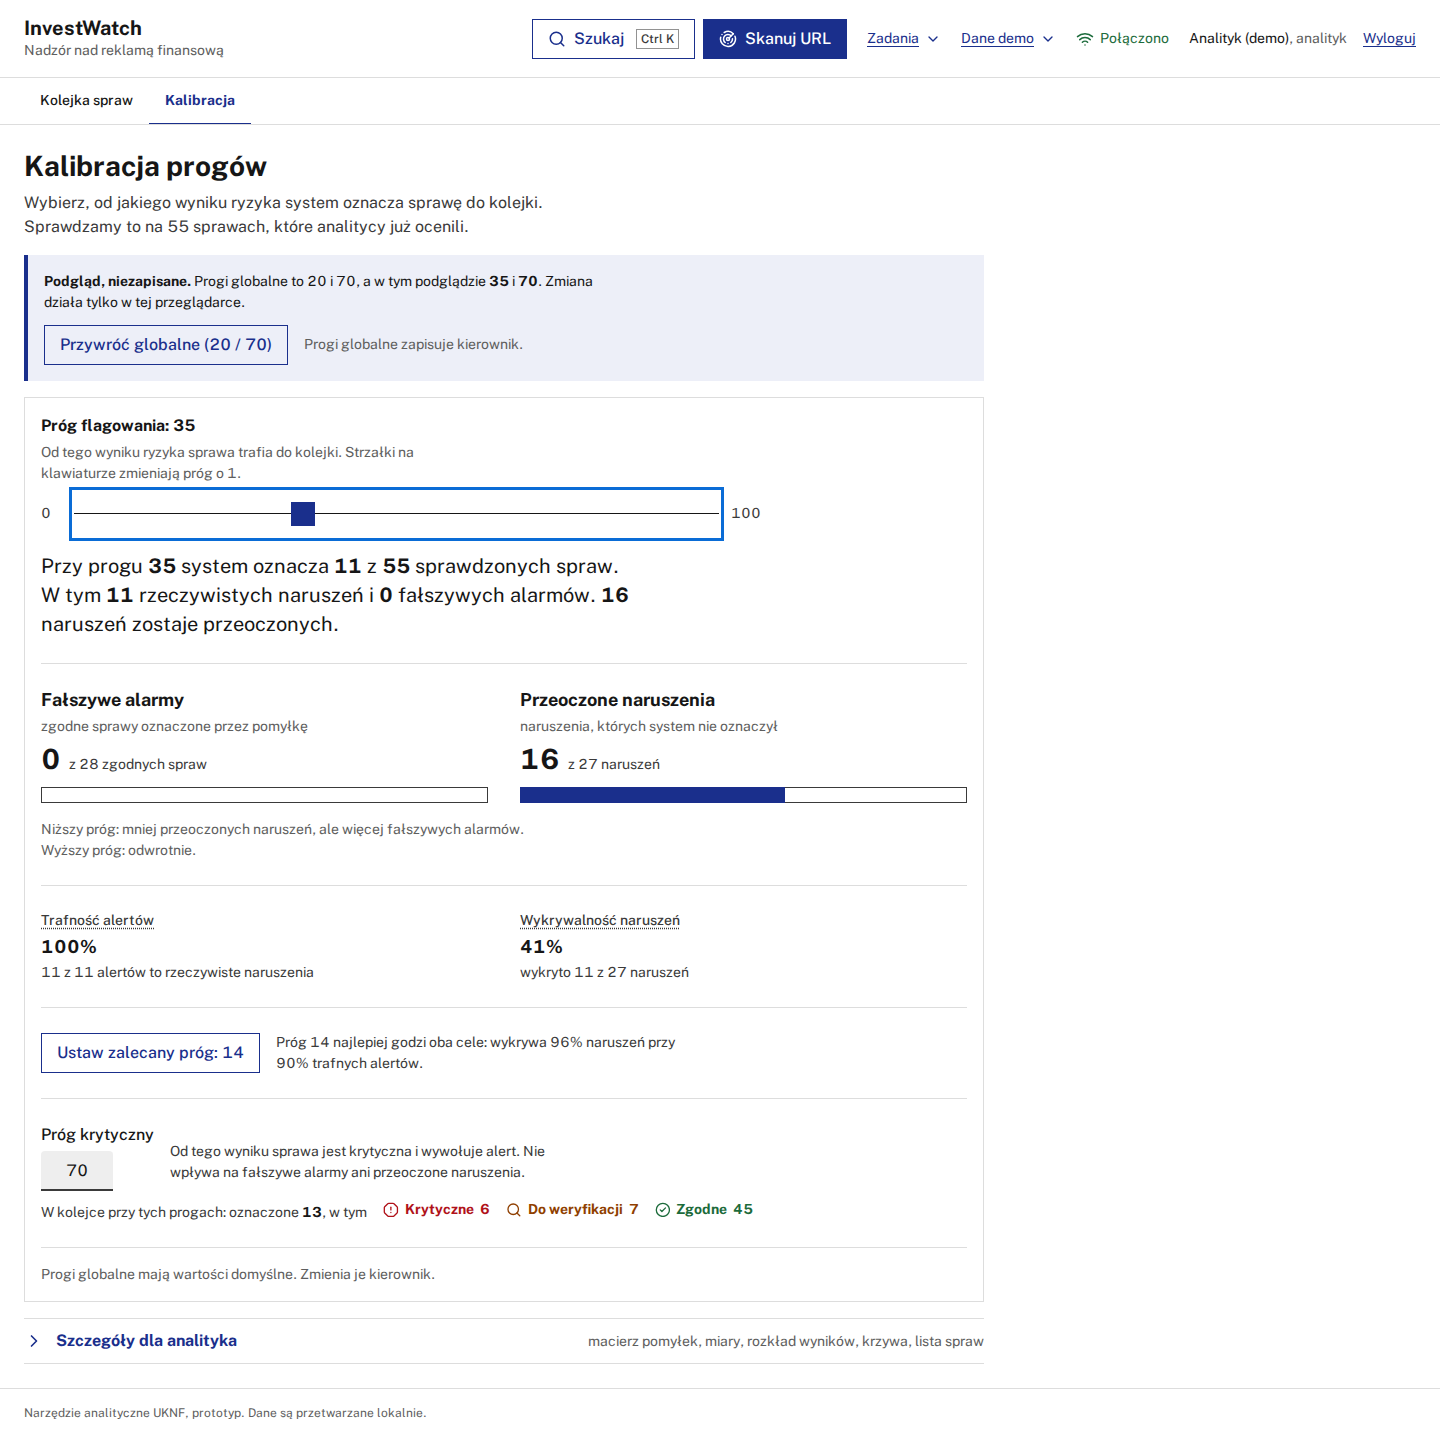 InvestWatch
Nadzór nad reklamą finansową
Szukaj Ctrl K
Skanuj URL
Zadania
Dane demo
Połączono
Analityk (demo), analityk
Wyloguj
Kolejka spraw
Kalibracja
Kalibracja progów
Wybierz, od jakiego wyniku ryzyka system oznacza sprawę do kolejki.
Sprawdzamy to na 55 sprawach, które analitycy już ocenili.
Podgląd, niezapisane. Progi globalne to 20 i 70, a w tym podglądzie 35 i 70. Zmiana
działa tylko w tej przeglądarce.
Przywróć globalne (20 / 70)
Progi globalne zapisuje kierownik.
Próg flagowania: 35
Od tego wyniku ryzyka sprawa trafia do kolejki. Strzałki na
klawiaturze zmieniają próg o 1.
0
100
Przy progu 35 system oznacza 11 z 55 sprawdzonych spraw.
W tym 11 rzeczywistych naruszeń i 0 fałszywych alarmów. 16
naruszeń zostaje przeoczonych.
Fałszywe alarmy
zgodne sprawy oznaczone przez pomyłkę
0 z 28 zgodnych spraw
Przeoczone naruszenia
naruszenia, których system nie oznaczył
16 z 27 naruszeń
Niższy próg: mniej przeoczonych naruszeń, ale więcej fałszywych alarmów.
Wyższy próg: odwrotnie.
Trafność alertów
100%
11 z 11 alertów to rzeczywiste naruszenia
Wykrywalność naruszeń
41%
wykryto 11 z 27 naruszeń
Ustaw zalecany próg: 14
Próg 14 najlepiej godzi oba cele: wykrywa 96% naruszeń przy
90% trafnych alertów.
Próg krytyczny
70
Od tego wyniku sprawa jest krytyczna i wywołuje alert. Nie
wpływa na fałszywe alarmy ani przeoczone naruszenia.
W kolejce przy tych progach: oznaczone 13, w tym
Krytyczne 6
Do weryfikacji 7
Zgodne 45
Progi globalne mają wartości domyślne. Zmienia je kierownik.
Szczegóły dla analityka
macierz pomyłek, miary, rozkład wyników, krzywa, lista spraw
Narzędzie analityczne UKNF, prototyp. Dane są przetwarzane lokalnie.